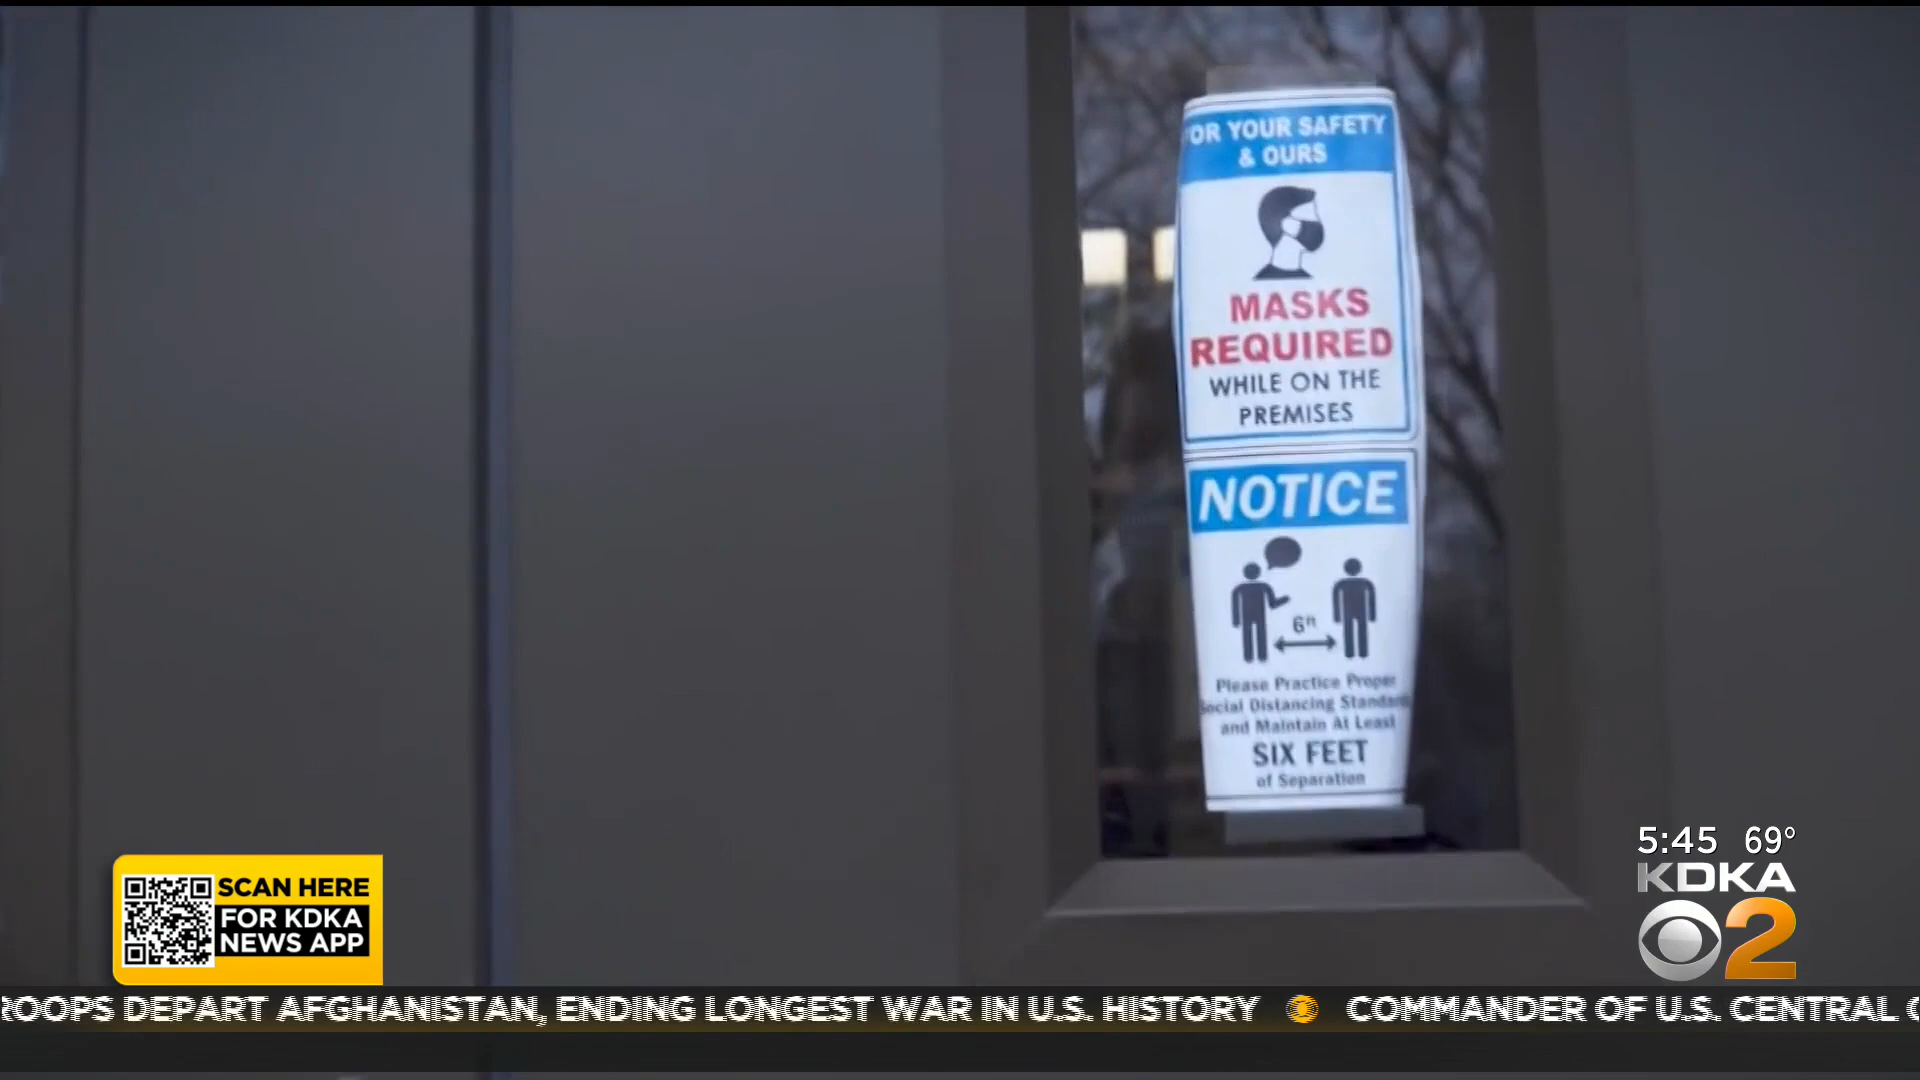 OR YOUR SAFETY
& OURS
MASKS
REQUIRED
WHILE ON THE
PREMISES
NOTICE
6ft
Please Practice Proper
Social Distancing Standard
and Maintain At Least
SIX FEET
of Separation
5:45 69°
KDKA
2
SCAN HERE
FOR KDKA
NEWS APP
ROOPS DEPART AFGHANISTAN, ENDING LONGEST WAR IN U.S. HISTORY COMMANDER OF U.S. CENTRAL